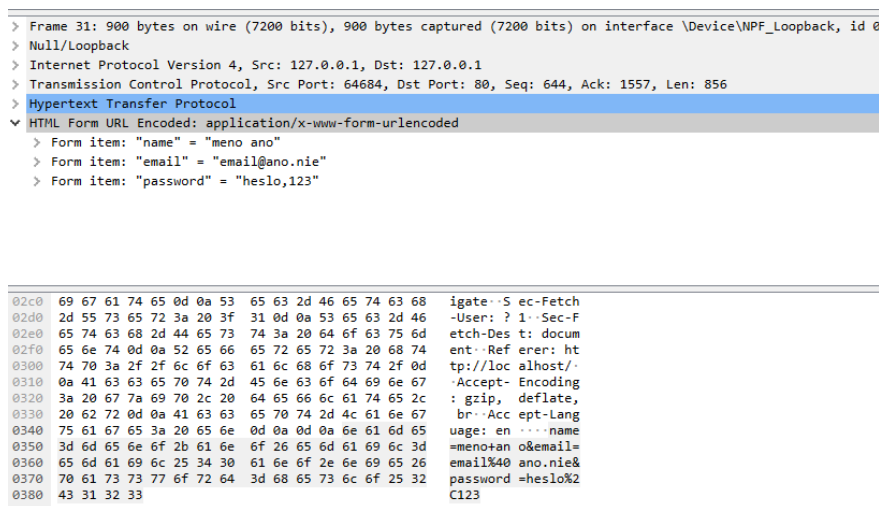 > Frame 31: 900 bytes on wire (7200 bits), 900 bytes captured (7200 bits) on interface \Device\NPF_Loopback, id 0
> Null/Loopback
> Internet Protocol Version 4, Src: 127.0.0.1, Dst: 127.0.0.1
> Transmission Control Protocol, Src Port: 64684, Dst Port: 80, Seq: 644, Ack: 1557, Len: 856
> Hypertext Transfer Protocol
HTML Form URL Encoded: application/x-www-form-urlencoded
> Form item: "name" = "meno ano"
> Form item: "email" = "email@ano.nie"
> Form item: "password" = "heslo,123"
02c0 69 67 61 74 65 0d 0a 53 65 63 2d 46 65 74 63 68 igate··S ec-Fetch
02d0 2d 55 73 65 72 3a 20 3f 31 0d 0a 53 65 63 2d 46 -User: ? 1··Sec-F
02e0 65 74 63 68 2d 44 65 73 74 3a 20 64 6f 63 75 6d etch-Des t: docum
02f0 65 6e 74 0d 0a 52 65 66 65 72 65 72 3a 20 68 74 ent··Ref erer: ht
0300 74 70 3a 2f 2f 6c 6f 63 61 6c 68 6f 73 74 2f 0d tp://loc alhost/·
0310 0a 41 63 63 65 70 74 2d 45 6e 63 6f 64 69 6e 67 ·Accept- Encoding
0320 3a 20 67 7a 69 70 2c 20 64 65 66 6c 61 74 65 2c : gzip, deflate,
0330 20 62 72 0d 0a 41 63 63 65 70 74 2d 4c 61 6e 67 br··Acc ept-Lang
0340 75 61 67 65 3a 20 65 6e 0d 0a 0d 0a 6e 61 6d 65 uage: en ····name
0350 3d 6d 65 6e 6f 2b 61 6e 6f 26 65 6d 61 69 6c 3d =meno+an o&email=
0360 65 6d 61 69 6c 25 34 30 61 6e 6f 2e 6e 69 65 26 email%40 ano.nie&
0370 70 61 73 73 77 6f 72 64 3d 68 65 73 6c 6f 25 32 password =heslo%2
0380 43 31 32 33 C123